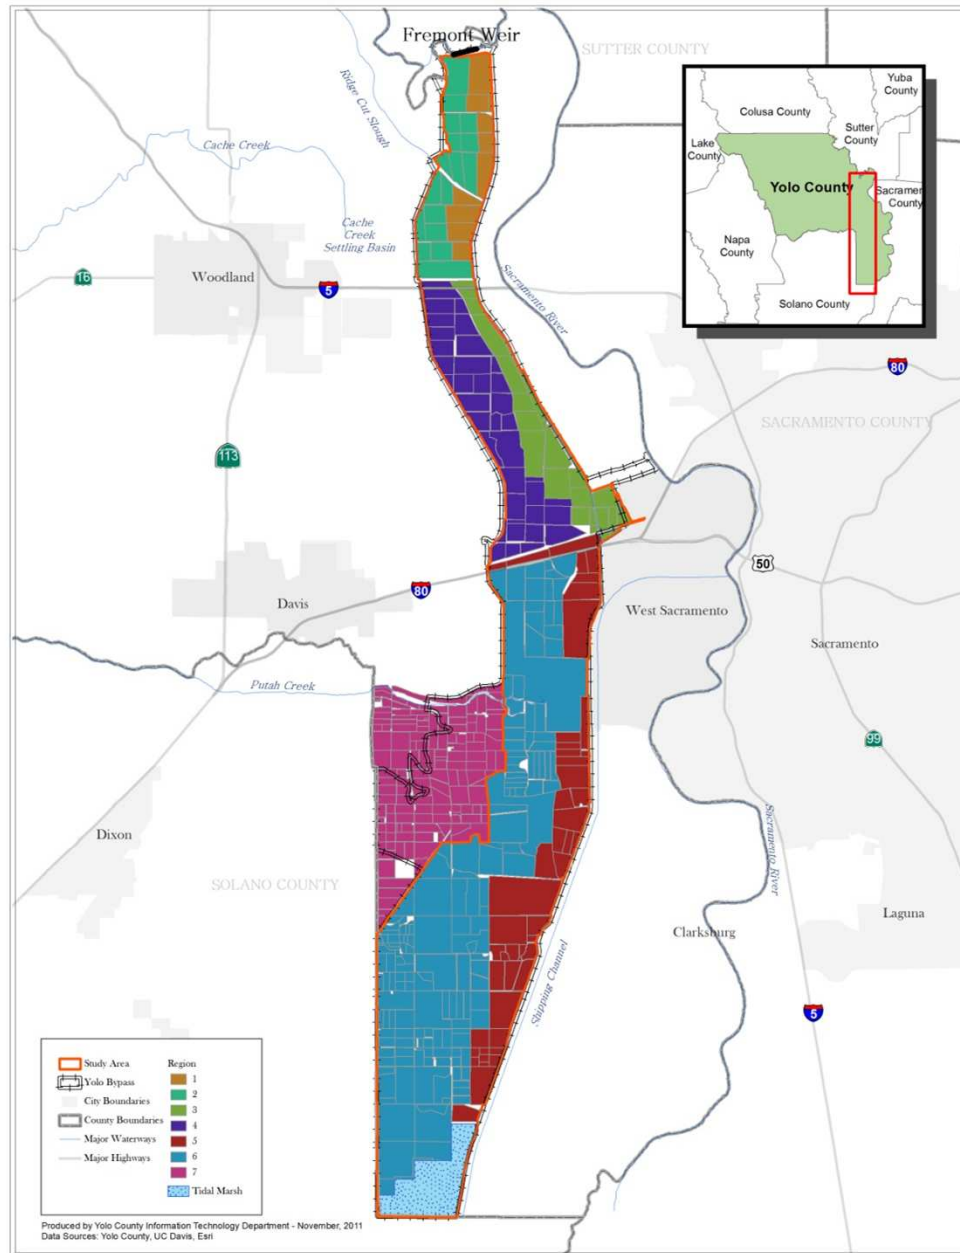 Fremont Weir
SUTTER COUNTY
Ridge Cut Slough
Cache Creek
Cache
Creek
Settling Basin
Woodland
16
5
Sacramento River
113
80
SACRAMENTO COUNTY
50
Davis
80
West Sacramento
Sacramento
Putah Creek
99
Dixon
SOLANO COUNTY
Sacramento River
Laguna
Clarksburg
Shipping Channel
5
Colusa County
Yuba
County
Sutter
County
Lake
County
Yolo County
Sacramen
County
Napa
County
Solano County
Study Area
Yolo Bypass
City Boundaries
County Boundaries
Major Waterways
Major Highways
Region
1
2
3
4
5
6
7
Tidal Marsh
Produced by Yolo County Information Technology Department - November, 2011
Data Sources: Yolo County, UC Davis, Esri